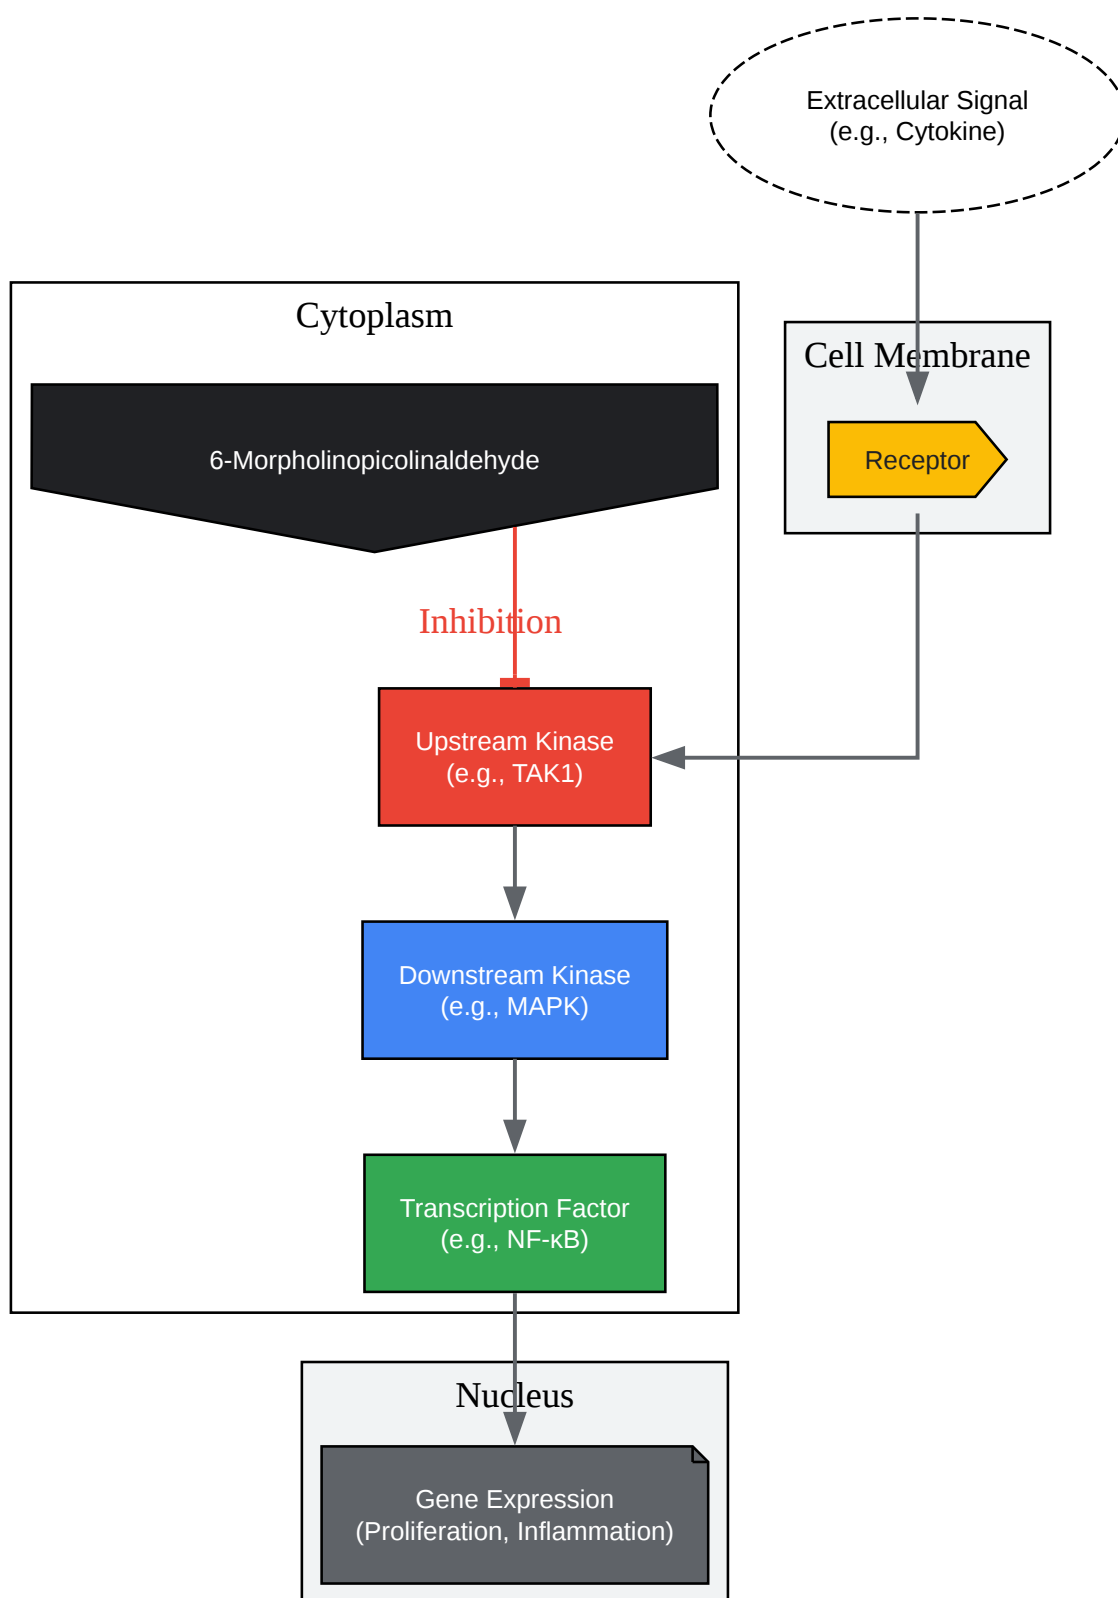 Extracellular Signal
(e.g., Cytokine)
Cytoplasm
Cell Membrane
6-Morpholinopicolinaldehyde
Receptor
Inhibition
Upstream Kinase
(e.g., TAK1)
Downstream Kinase
(e.g., MAPK)
Transcription Factor
(e.g., NF-κB)
Nucleus
Gene Expression
(Proliferation, Inflammation)